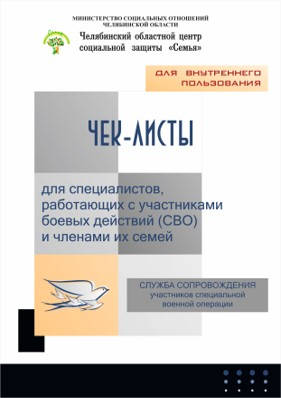 МИНИСТЕРСТВО СОЦИАЛЬНЫХ ОТНОШЕНИЙ
ЧЕЛЯБИНСКОЙ ОБЛАСТИ
Челябинский областной центр
социальной защиты «Семья»
ДЛЯ ВНУТРЕННЕГО
ПОЛЬЗОВАНИЯ
ЧЕК-ЛИСТЫ
для специалистов,
работающих с участниками
боевых действий (СВО)
и членами их семей
СЛУЖБА СОПРОВОЖДЕНИЯ
участников специальной
военной операции